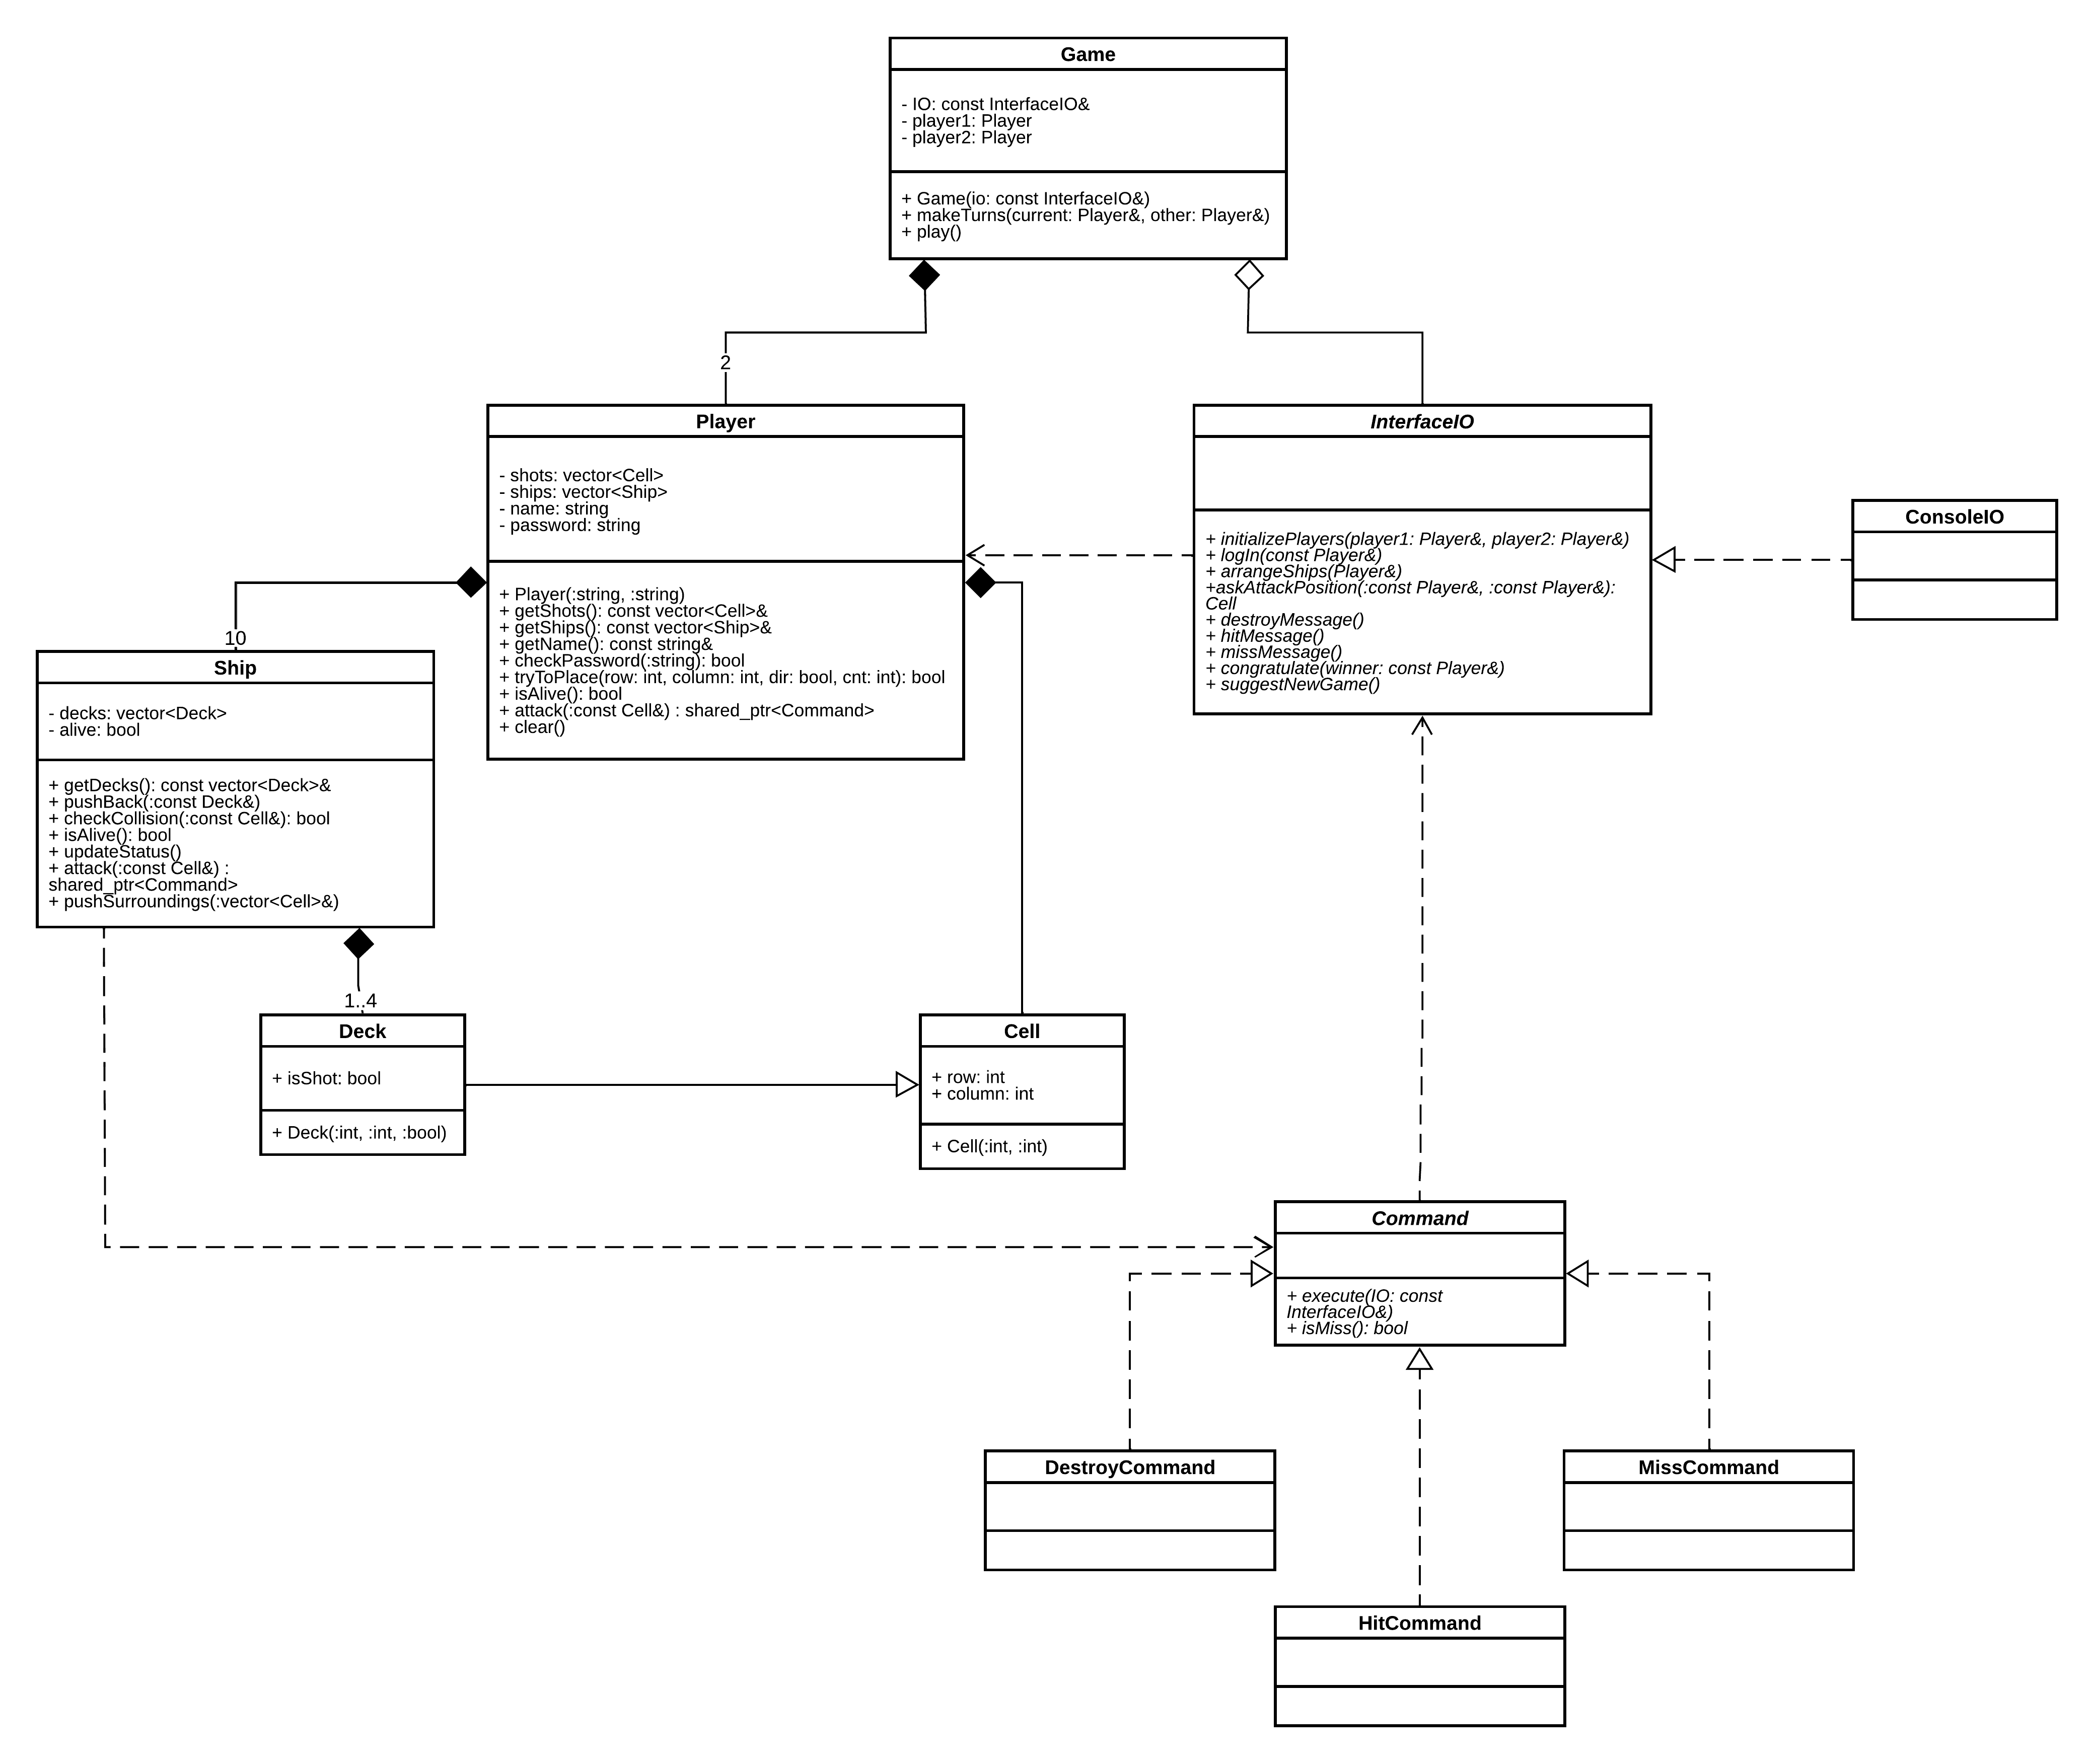 Game
- IO: const InterfaceIO&
- player1: Player
- player2: Player
+ Game(io: const InterfaceIO&)
+ makeTurns(current: Player&, other: Player&)
+ play()
2
Player
- shots: vector<Cell>
- ships: vector<Ship>
- name: string
- password: string
+ Player(:string, :string)
+ getShots(): const vector<Cell>&
+ getShips(): const vector<Ship>&
+ getName(): const string&
+ checkPassword(:string): bool
+ tryToPlace(row: int, column: int, dir: bool, cnt: int): bool
+ isAlive(): bool
+ attack(:const Cell&) : shared_ptr<Command>
+ clear()
InterfaceIO
+ initializePlayers(player1: Player&, player2: Player&)
+ logIn(const Player&)
+ arrangeShips(Player&)
+askAttackPosition(:const Player&, :const Player&):
Cell
+ destroyMessage()
+ hitMessage()
+ missMessage()
+ congratulate(winner: const Player&)
+ suggestNewGame()
ConsoleIO
10
Ship
- decks: vector<Deck>
- alive: bool
+ getDecks(): const vector<Deck>&
+ pushBack(:const Deck&)
+ checkCollision(:const Cell&): bool
+ isAlive(): bool
+ updateStatus()
+ attack(:const Cell&) :
shared_ptr<Command>
+ pushSurroundings(:vector<Cell>&)
1..4
Deck
+ isShot: bool
+ Deck(:int, :int, :bool)
Cell
+ row: int
+ column: int
+ Cell(:int, :int)
Command
+ execute(IO: const
InterfaceIO&)
+ isMiss(): bool
DestroyCommand
MissCommand
HitCommand